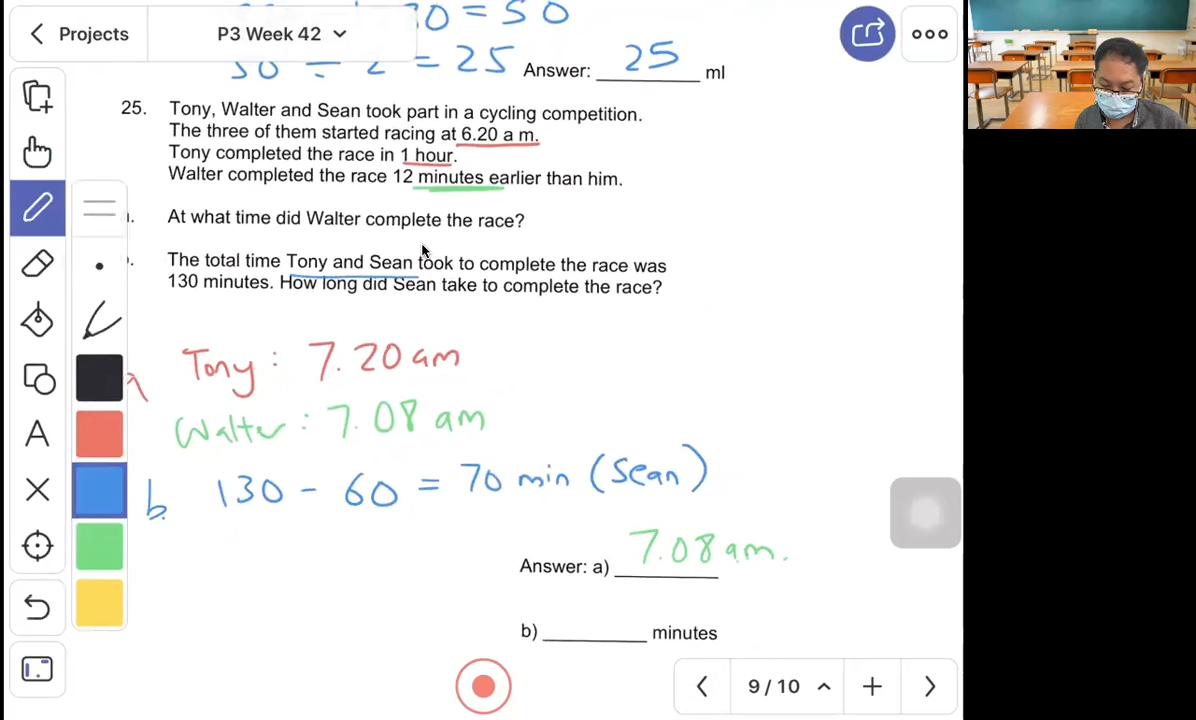 Projects
P3 Week 42
= 50
÷ 2 = 25
Answer: 25 ml
25. Tony, Walter and Sean took part in a cycling competition.
The three of them started racing at 6.20 a m.
Tony completed the race in 1 hour.
Walter completed the race 12 minutes earlier than him.
At what time did Walter complete the race?
The total time Tony and Sean took to complete the race was
130 minutes. How long did Sean take to complete the race?
Tony : 7.20 am
Walter : 7.08 am
b. 130 - 60 = 70 min (Sean)
Answer: a) 7.08 am.
b) ________ minutes
A
9 / 10